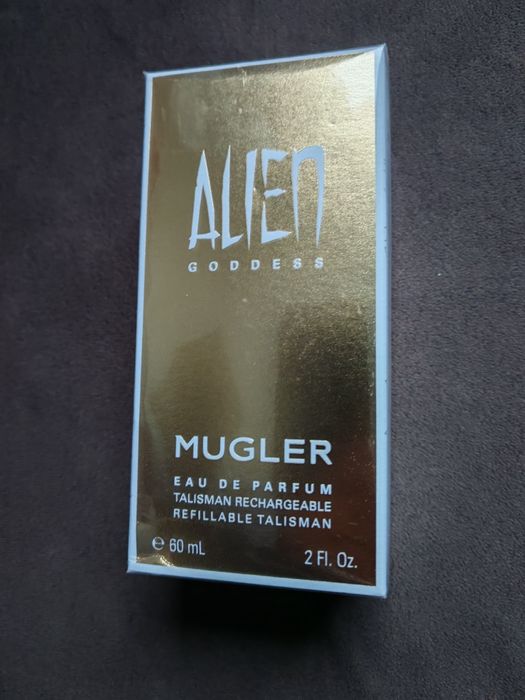 ALIEN
GODDESS
MUGLER
EAU DE PARFUM
TALISMAN RECHARGEABLE
REFILLABLE TALISMAN
℮ 60 mL 2 Fl. Oz.